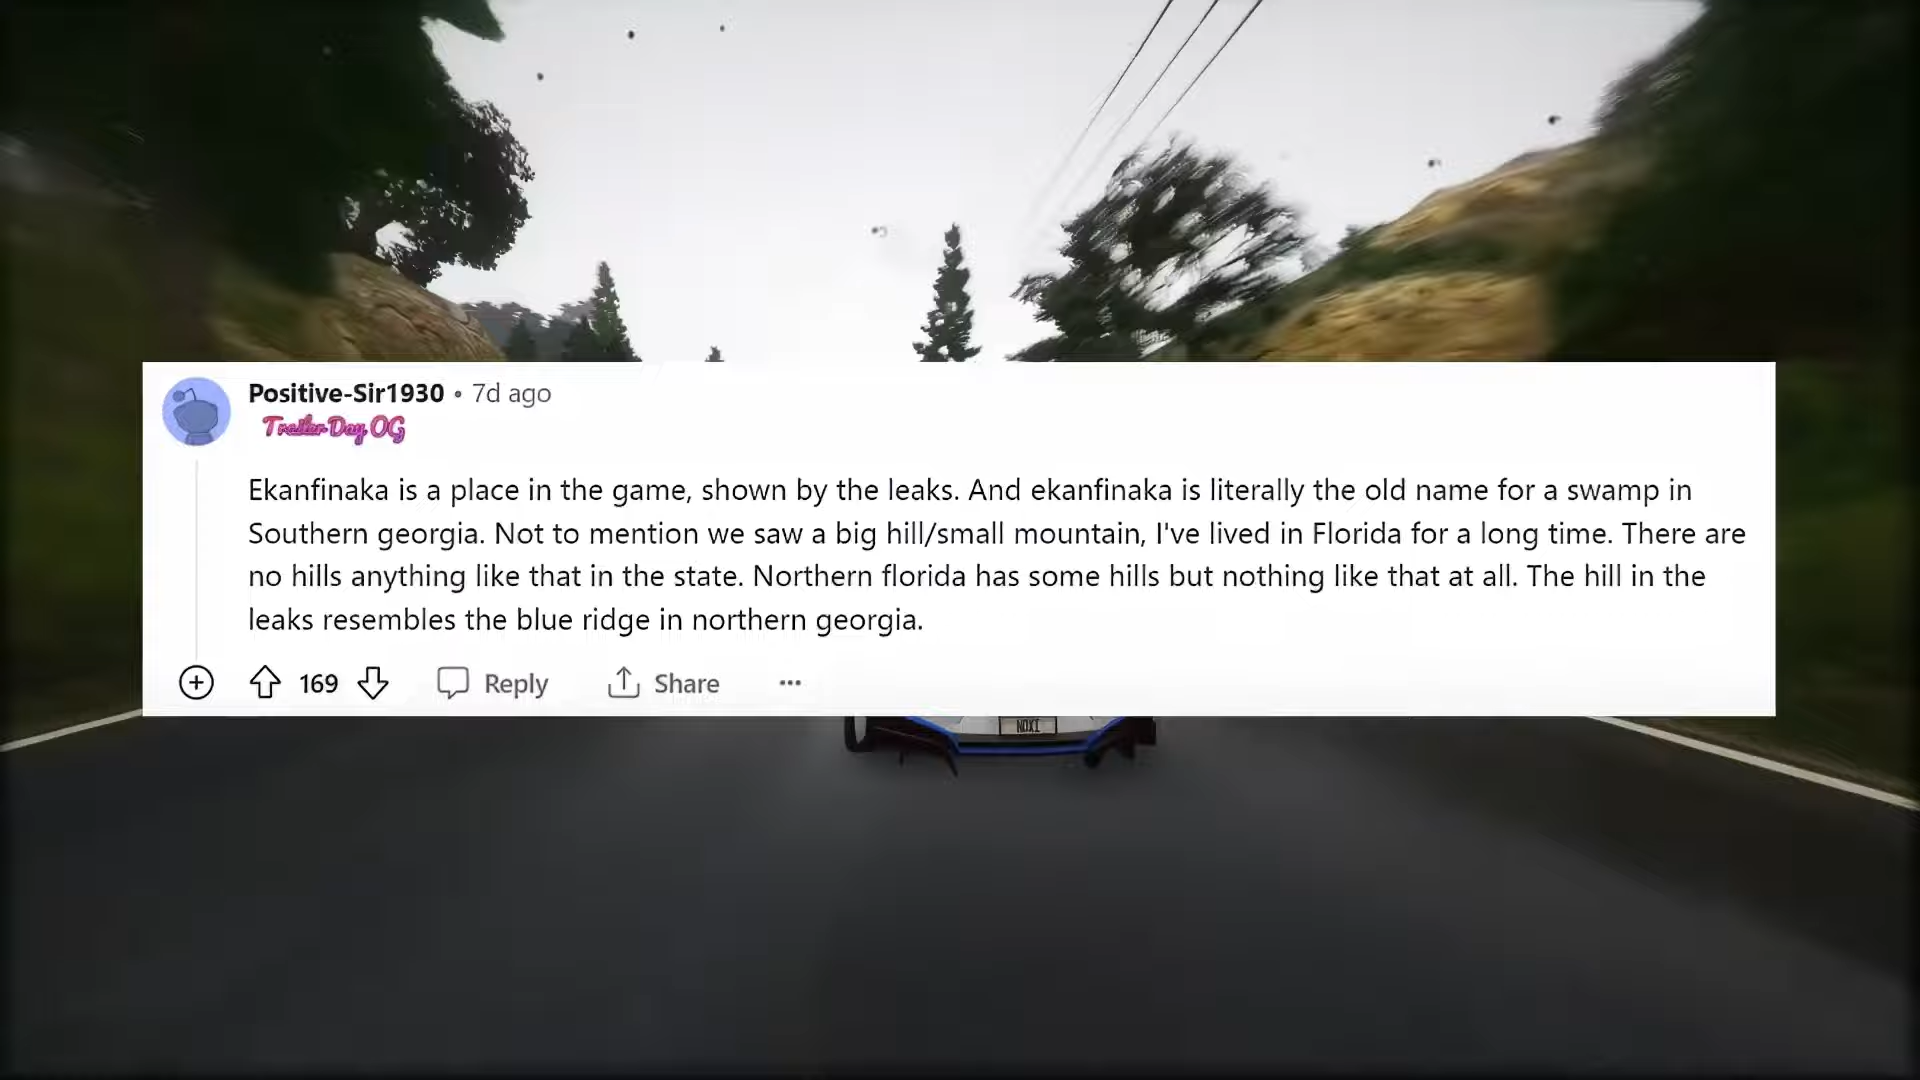 Positive-Sir1930 • 7d ago
Trailer Day OG
Ekanfinaka is a place in the game, shown by the leaks. And ekanfinaka is literally the old name for a swamp in
Southern georgia. Not to mention we saw a big hill/small mountain, I've lived in Florida for a long time. There are
no hills anything like that in the state. Northern florida has some hills but nothing like that at all. The hill in the
leaks resembles the blue ridge in northern georgia.
169 Reply Share ...
NOXI